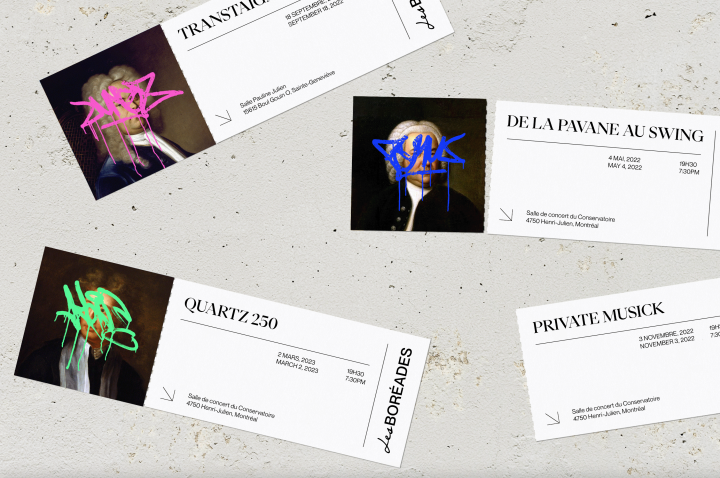 TRANSTAIG
18 SEPTEMBRE,
SEPTEMBER 18, 2022
Salle Pauline Julien
15615 Boul Gouin O, Sainte-Geneviève
Les
DE LA PAVANE AU SWING
4 MAI, 2022
MAY 4, 2022
19H30
7:30PM
Salle de concert du Conservatoire
4750 Henri-Julien, Montréal
QUARTZ 250
2 MARS, 2023
MARCH 2, 2023
19H30
7:30PM
Salle de concert du Conservatoire
4750 Henri-Julien, Montréal
Les BORÉADES
PRIVATE MUSICK
3 NOVEMBRE, 2022
NOVEMBER 3, 2022
Salle de concert du Conservatoire
4750 Henri-Julien, Montréal